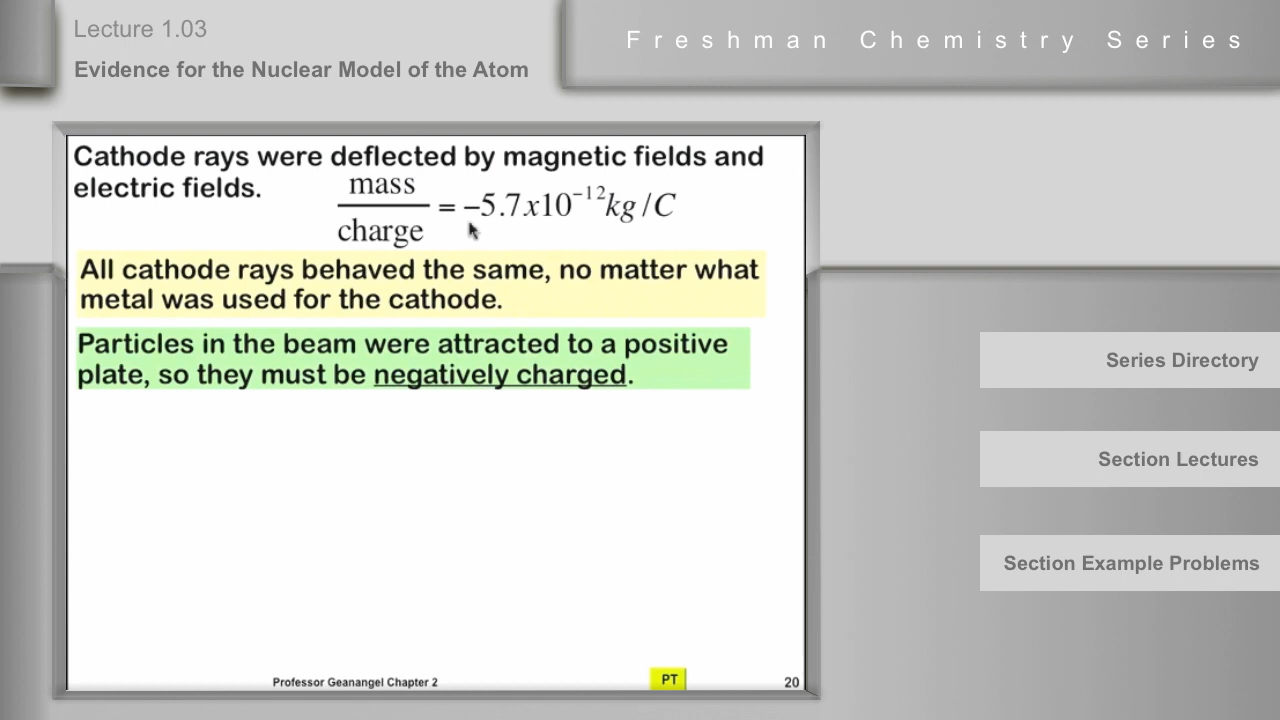 Lecture 1.03
Evidence for the Nuclear Model of the Atom
Freshman Chemistry Series
Cathode rays were deflected by magnetic fields and
electric fields.
mass
charge = −5.7x10⁻¹²kg/C
All cathode rays behaved the same, no matter what
metal was used for the cathode.
Particles in the beam were attracted to a positive
plate, so they must be negatively charged.
Series Directory
Section Lectures
Section Example Problems
Professor Geanangel Chapter 2
PT
20